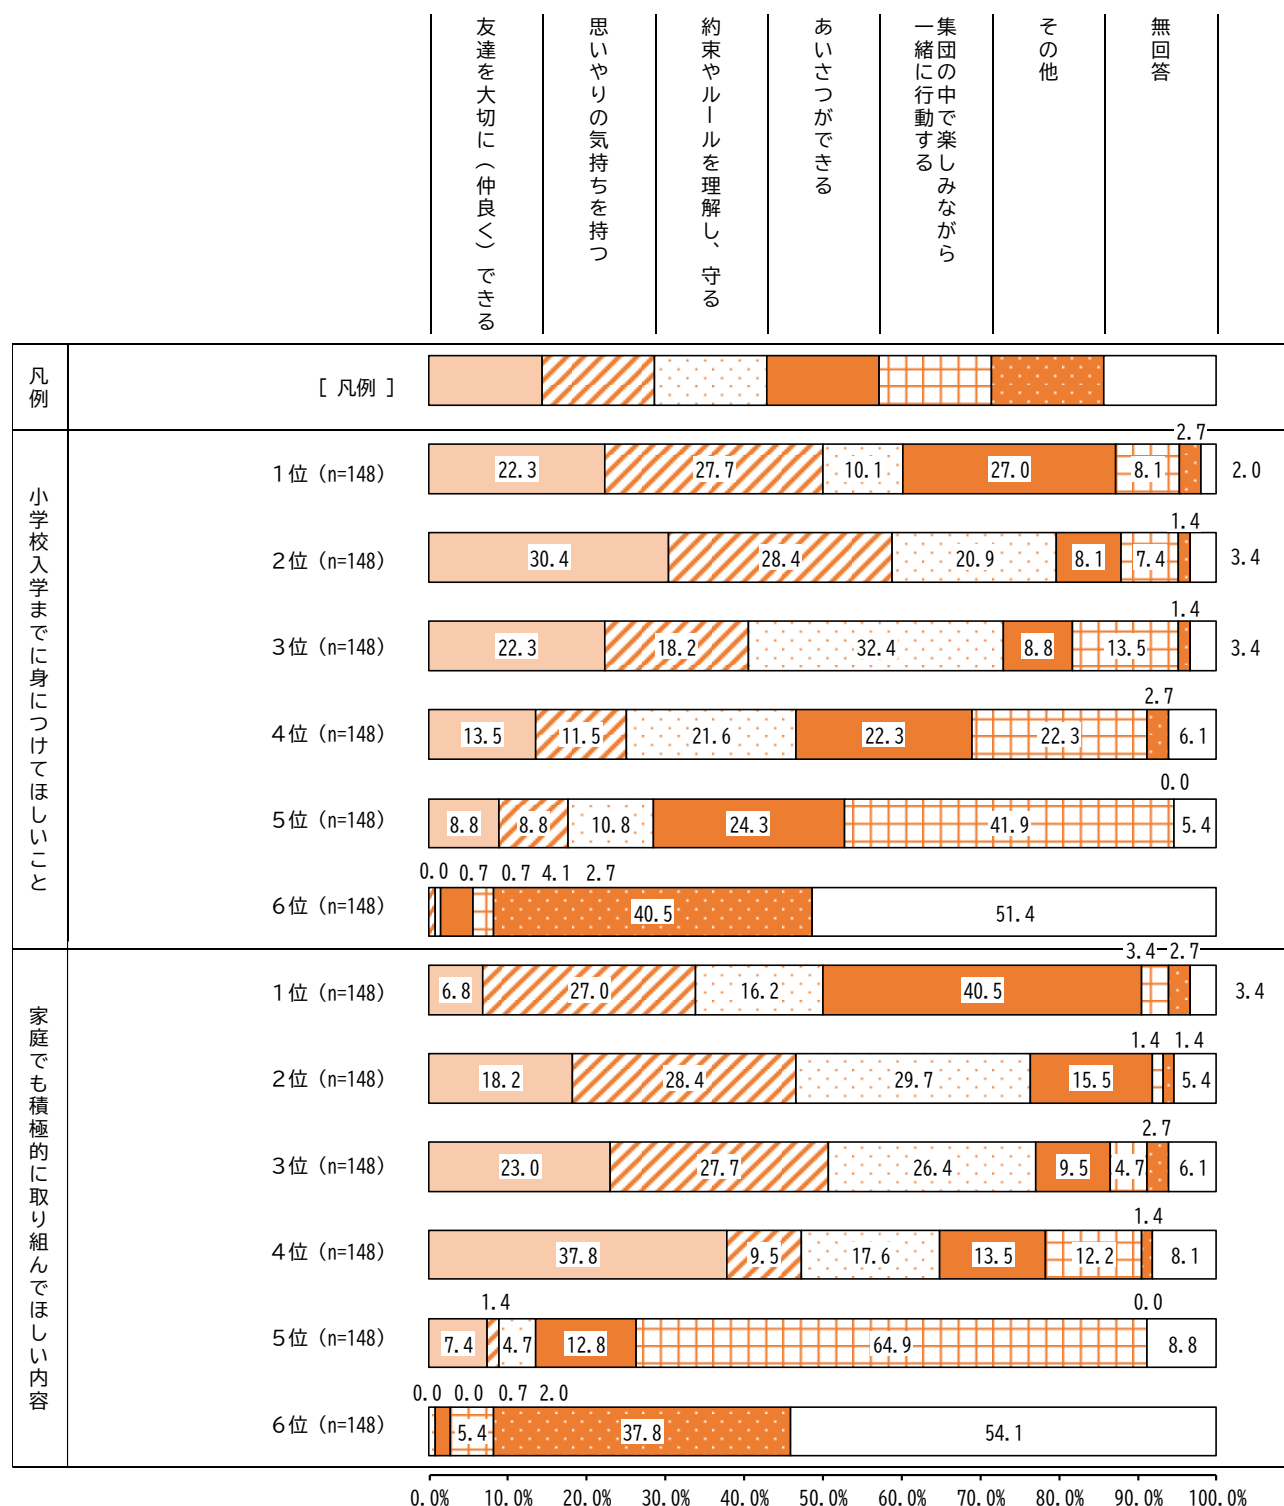 友達を大切に（仲良く）できる
思いやりの気持ちを持つ
約束やルールを理解し、守る
あいさつができる
集団の中で楽しみながら
一緒に行動する
その他
無回答
凡例
［ 凡例 ］
小学校入学までに身につけてほしいこと
2.7
1位（n=148）
22.3 27.7 10.1 27.0 8.1 2.0
1.4
2位（n=148）
30.4 28.4 20.9 8.1 7.4 3.4
1.4
3位（n=148）
22.3 18.2 32.4 8.8 13.5 3.4
2.7
4位（n=148）
13.5 11.5 21.6 22.3 22.3 6.1
0.0
5位（n=148）
8.8 8.8 10.8 24.3 41.9 5.4
0.0 0.7 0.7 4.1 2.7
6位（n=148）
40.5 51.4
家庭でも積極的に取り組んでほしい内容
3.4 2.7
1位（n=148）
6.8 27.0 16.2 40.5 3.4
1.4 1.4
2位（n=148）
18.2 28.4 29.7 15.5 5.4
2.7
3位（n=148）
23.0 27.7 26.4 9.5 4.7 6.1
1.4
4位（n=148）
37.8 9.5 17.6 13.5 12.2 8.1
1.4 0.0
5位（n=148）
7.4 4.7 12.8 64.9 8.8
0.0 0.0 0.7 2.0
6位（n=148）
5.4 37.8 54.1
0.0% 10.0% 20.0% 30.0% 40.0% 50.0% 60.0% 70.0% 80.0% 90.0% 100.0%